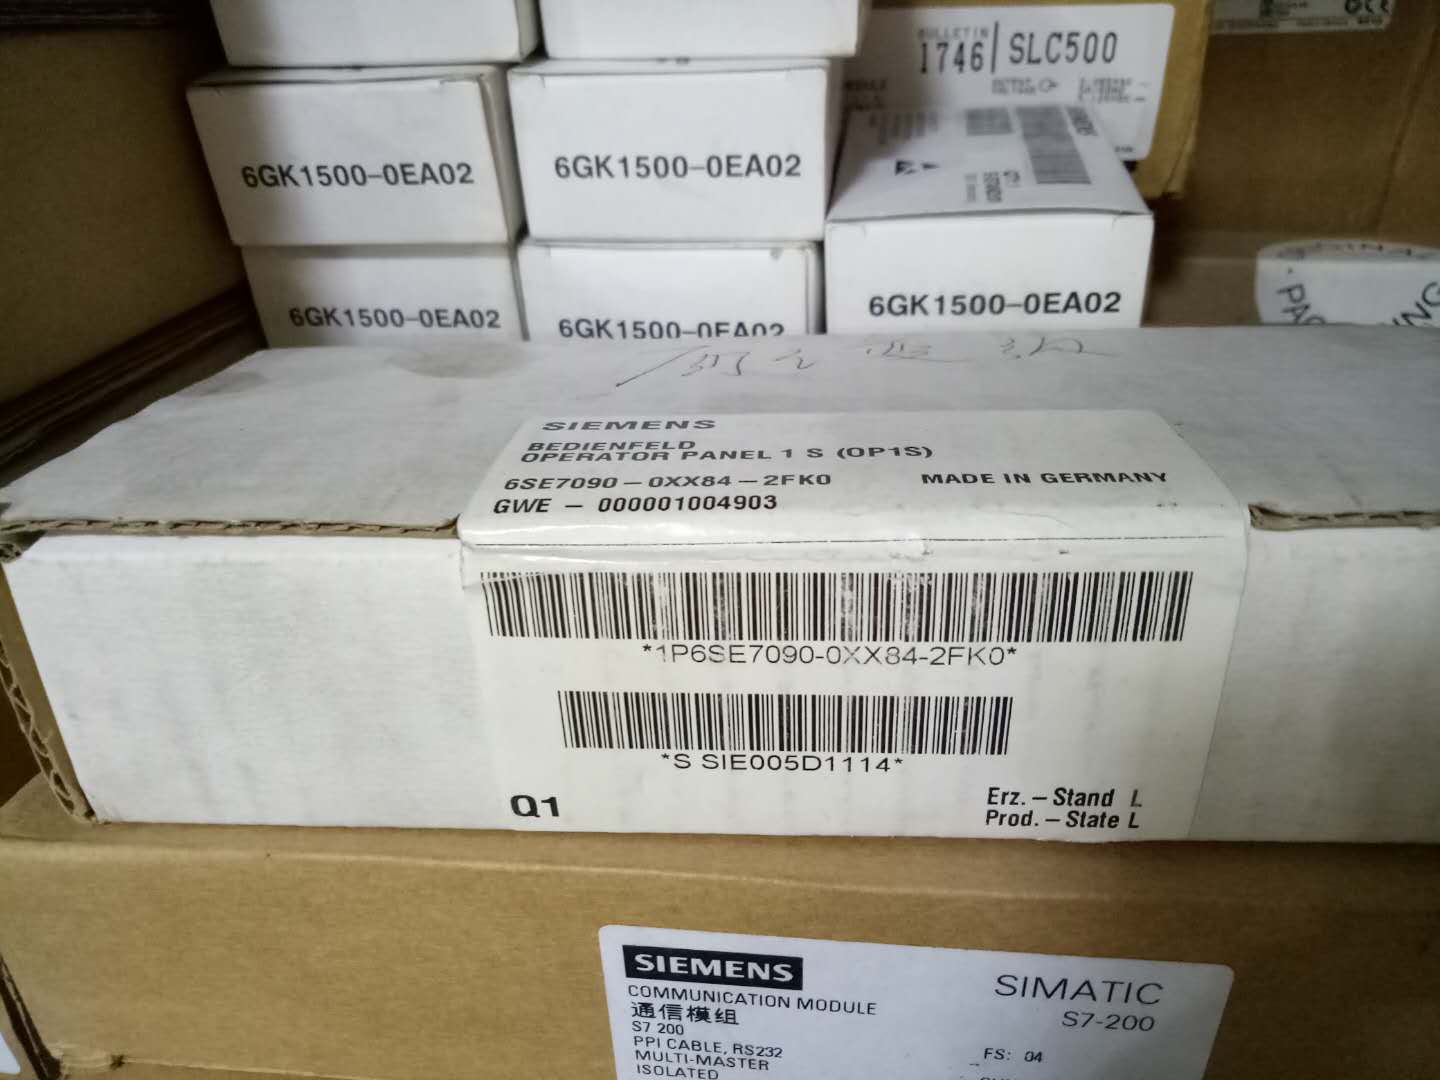 BULLETIN
1746 SLC500
6GK1500-0EA02
6GK1500-0EA02
6GK1500-0EA02
6GK1500-0EA02
6GK1500-0EA02
SIEMENS
BEDIENFELD
OPERATOR PANEL 1 S (OP1S)
6SE7090-0XX84-2FK0 MADE IN GERMANY
GWE - 000001004903
*1P6SE7090-0XX84-2FK0*
*S SIE005D1114*
Q1
Erz.-Stand L
Prod.-State L
SIEMENS
COMMUNICATION MODULE
通信模组
S7 200
PPI CABLE, RS232
MULTI-MASTER
ISOLATED
SIMATIC
S7-200
FS: 04